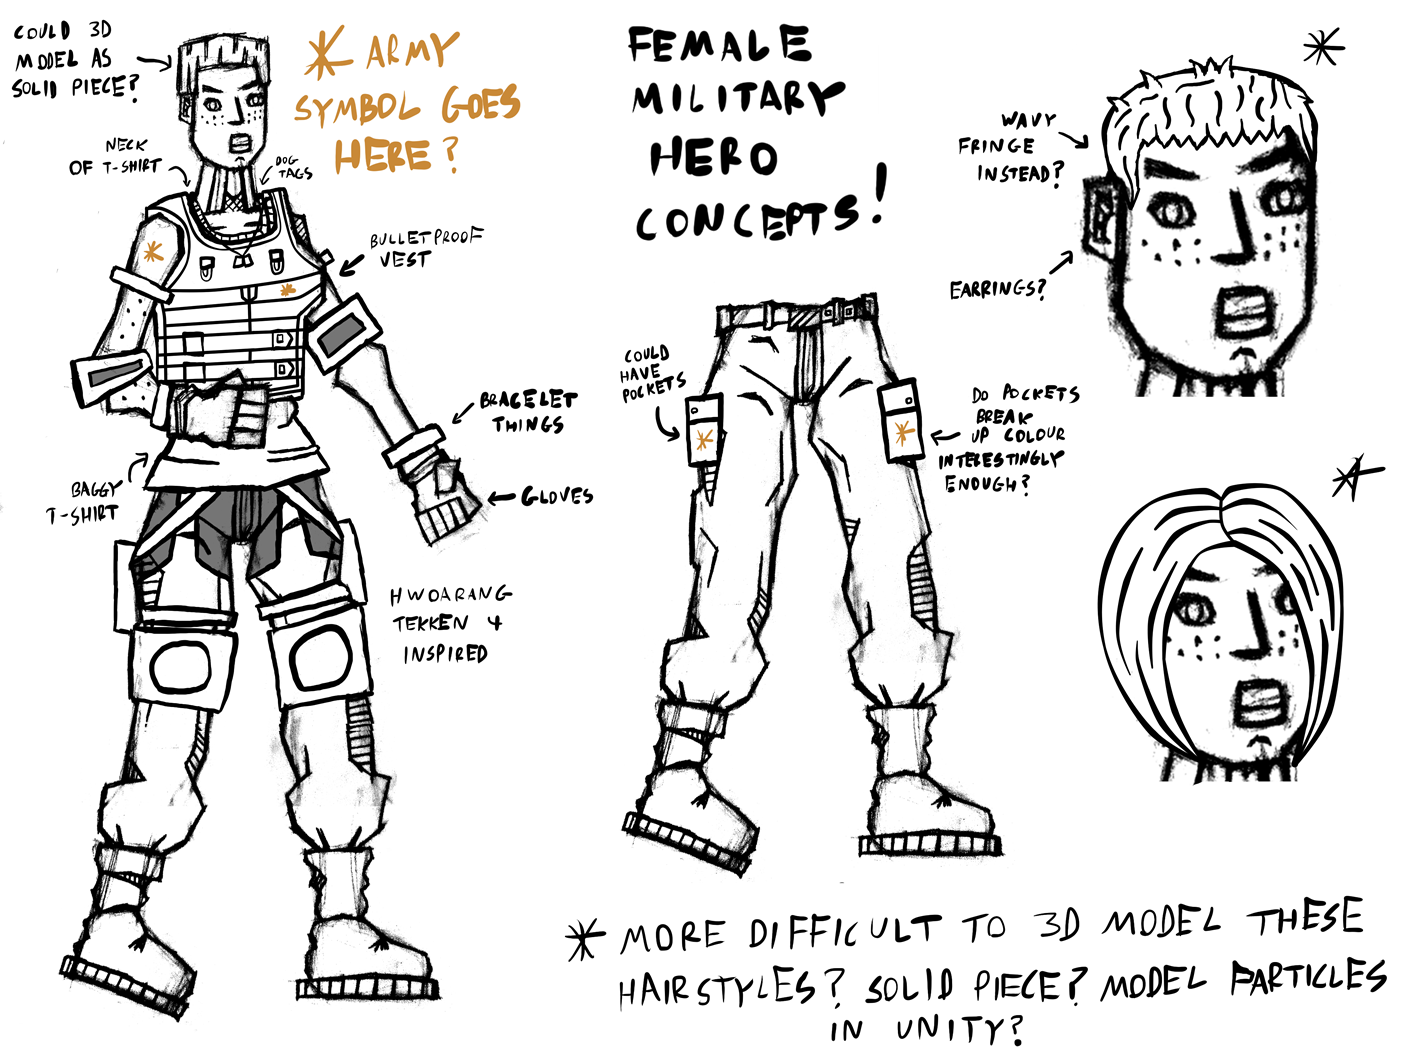 COULD 3D
MODEL AS
SOLID PIECE?
* ARMY
SYMBOL GOES
HERE?
NECK
OF T-SHIRT
DOG
TAGS
BULLETPROOF
VEST
BRACELET
THINGS
GLOVES
BAGGY
T-SHIRT
HWOARANG
TEKKEN 4
INSPIRED
FEMALE
MILITARY
HERO
CONCEPTS!
COULD
HAVE
POCKETS
DO POCKETS
BREAK
UP COLOUR
INTERESTINGLY
ENOUGH?
*
WAVY
FRINGE
INSTEAD?
EARRINGS?
*
* MORE DIFFICULT TO 3D MODEL THESE
HAIRSTYLES? SOLID PIECE? MODEL PARTICLES
IN UNITY?